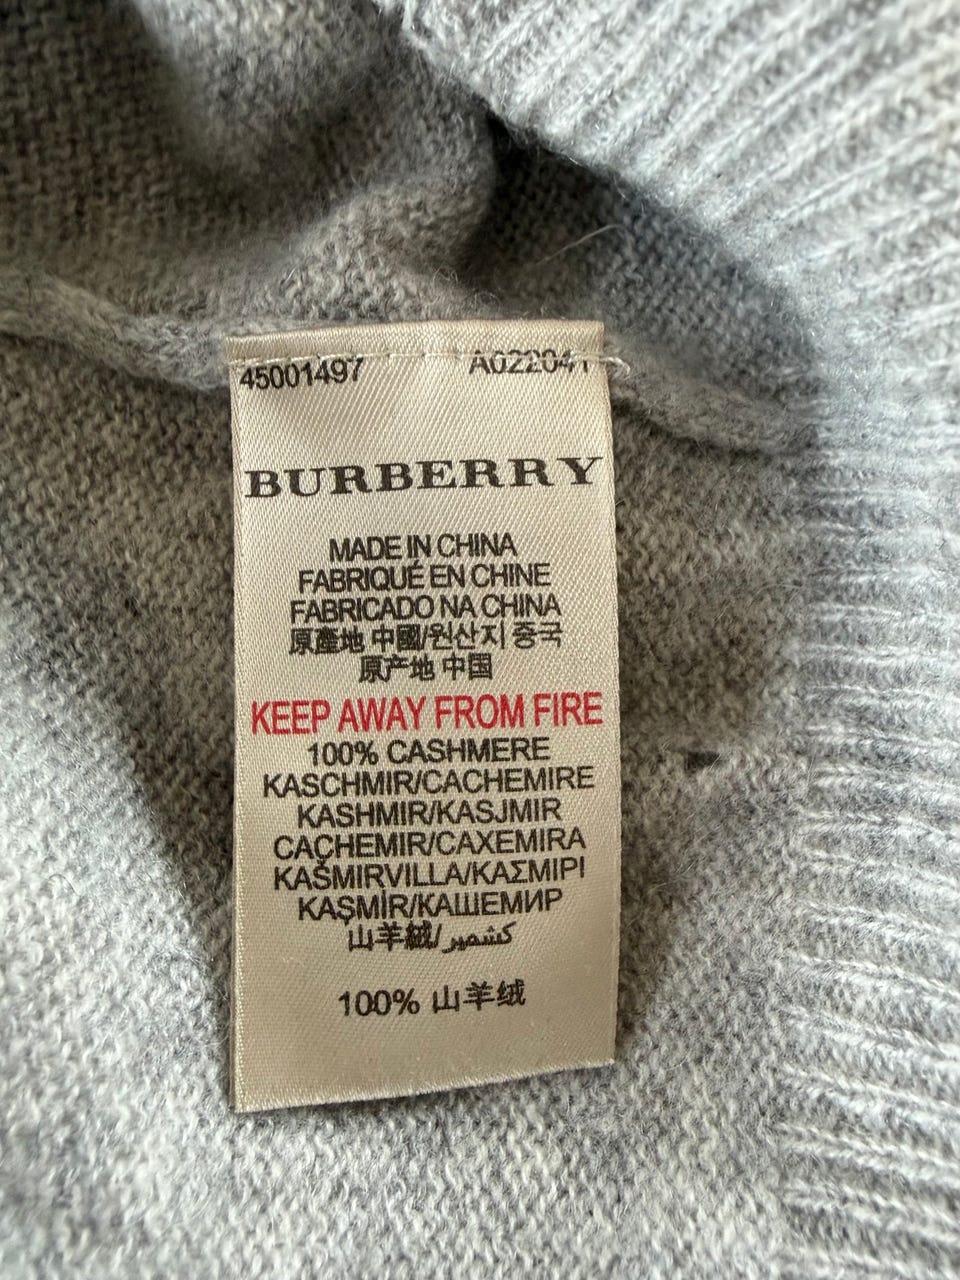 45001497 A022041
BURBERRY
MADE IN CHINA
FABRIQUÉ EN CHINE
FABRICADO NA CHINA
原產地 中國/원산지 중국
原产地 中国
KEEP AWAY FROM FIRE
100% CASHMERE
KASCHMIR/CACHEMIRE
KASHMIR/KASJMIR
CACHEMIR/CAXEMIRA
KAŠMIRVILLA/ΚΑΣΜΙΡΙ
KAŞMİR/КАШЕМИР
山羊絨/كشمير
100% 山羊绒